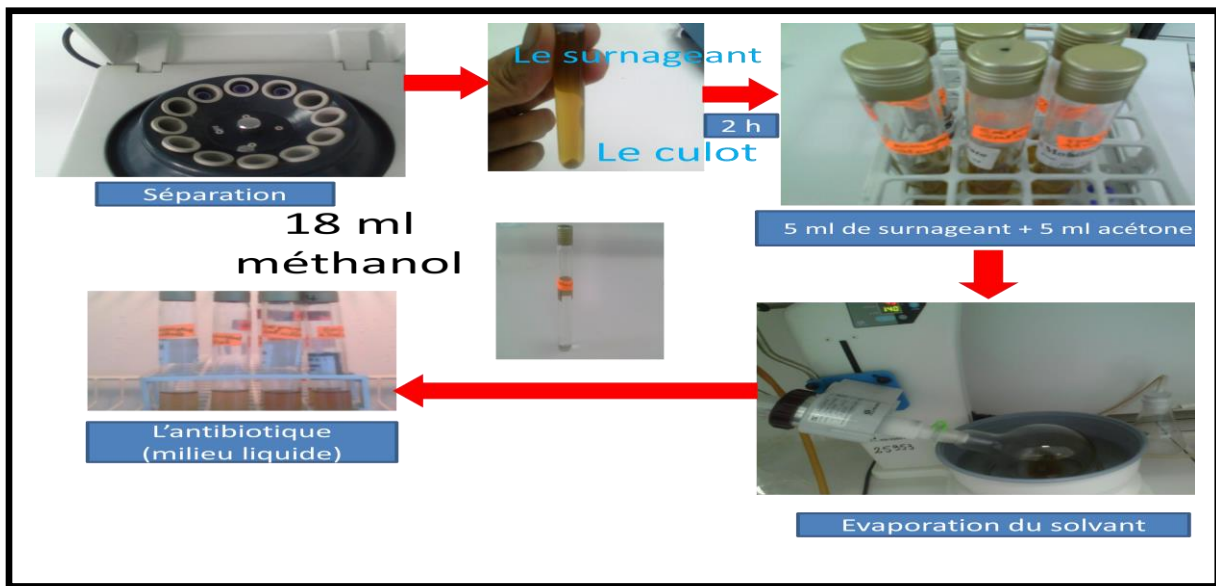 Le surnageant
2 h
Le culot
Séparation
5 ml de surnageant + 5 ml acétone
18 ml
méthanol
L'antibiotique
(milieu liquide)
Evaporation du solvant
25953